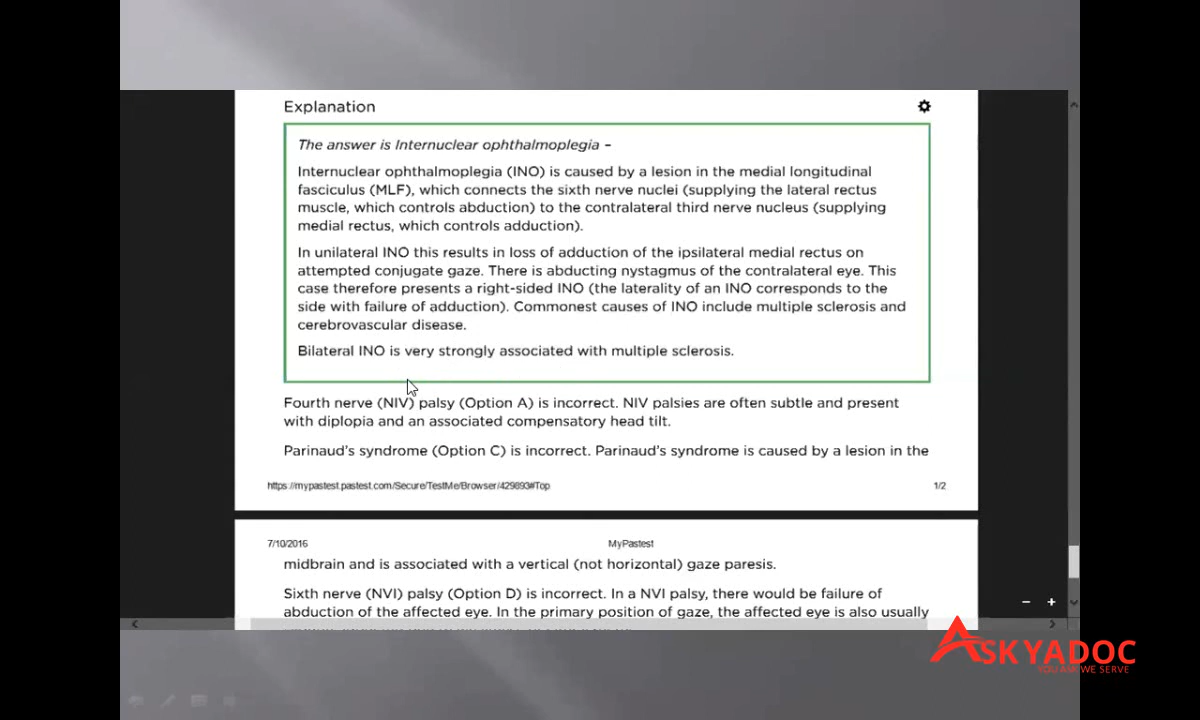 Explanation
The answer is Internuclear ophthalmoplegia –
Internuclear ophthalmoplegia (INO) is caused by a lesion in the medial longitudinal
fasciculus (MLF), which connects the sixth nerve nuclei (supplying the lateral rectus
muscle, which controls abduction) to the contralateral third nerve nucleus (supplying
medial rectus, which controls adduction).
In unilateral INO this results in loss of adduction of the ipsilateral medial rectus on
attempted conjugate gaze. There is abducting nystagmus of the contralateral eye. This
case therefore presents a right-sided INO (the laterality of an INO corresponds to the
side with failure of adduction). Commonest causes of INO include multiple sclerosis and
cerebrovascular disease.
Bilateral INO is very strongly associated with multiple sclerosis.
Fourth nerve (NIV) palsy (Option A) is incorrect. NIV palsies are often subtle and present
with diplopia and an associated compensatory head tilt.
Parinaud's syndrome (Option C) is incorrect. Parinaud's syndrome is caused by a lesion in the
https://mypastest.pastest.com/Secure/TestMe/Browser/429893#Top 1/2
7/10/2016 MyPastest
midbrain and is associated with a vertical (not horizontal) gaze paresis.
Sixth nerve (NVI) palsy (Option D) is incorrect. In a NVI palsy, there would be failure of
abduction of the affected eye. In the primary position of gaze, the affected eye is also usually
ASKYADOC
YOU ASK WE SERVE